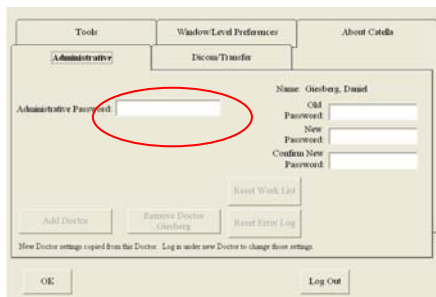 Tools
Window/Level Preferences
About Catella
Administrative
Dicom/Transfer
Name: Giesberg, Daniel
Administrative Password:
Old
Password:
New
Password:
Confirm New
Password:
Reset Work List
Add Doctor
Remove Doctor
Giesberg
Reset Error Log
New Doctor settings copied from this Doctor. Log in under new Doctor to change those settings.
OK
Log Out